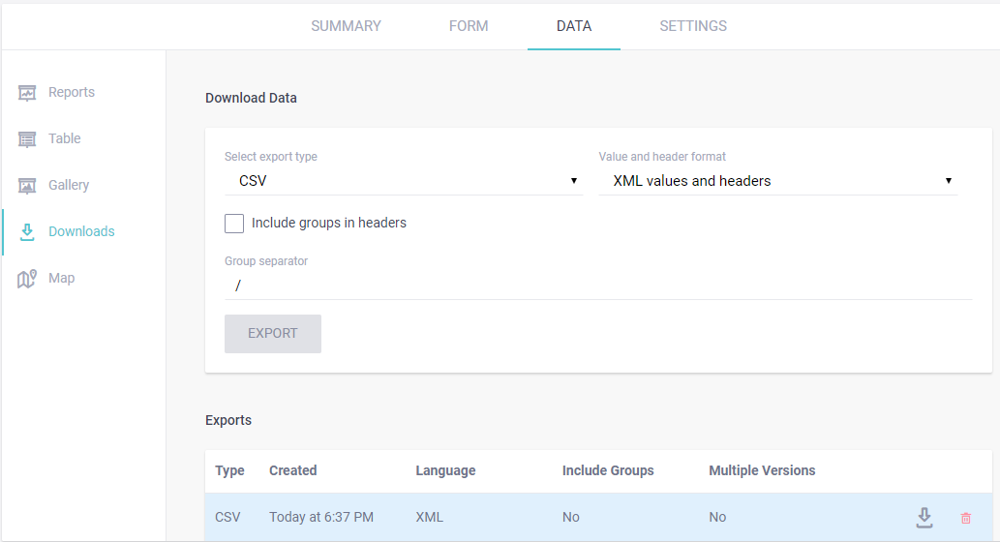 SUMMARY FORM DATA SETTINGS
Reports
Table
Gallery
Downloads
Map
Download Data
Select export type Value and header format
CSV XML values and headers
Include groups in headers
Group separator
/
EXPORT
Exports
Type Created Language Include Groups Multiple Versions
CSV Today at 6:37 PM XML No No